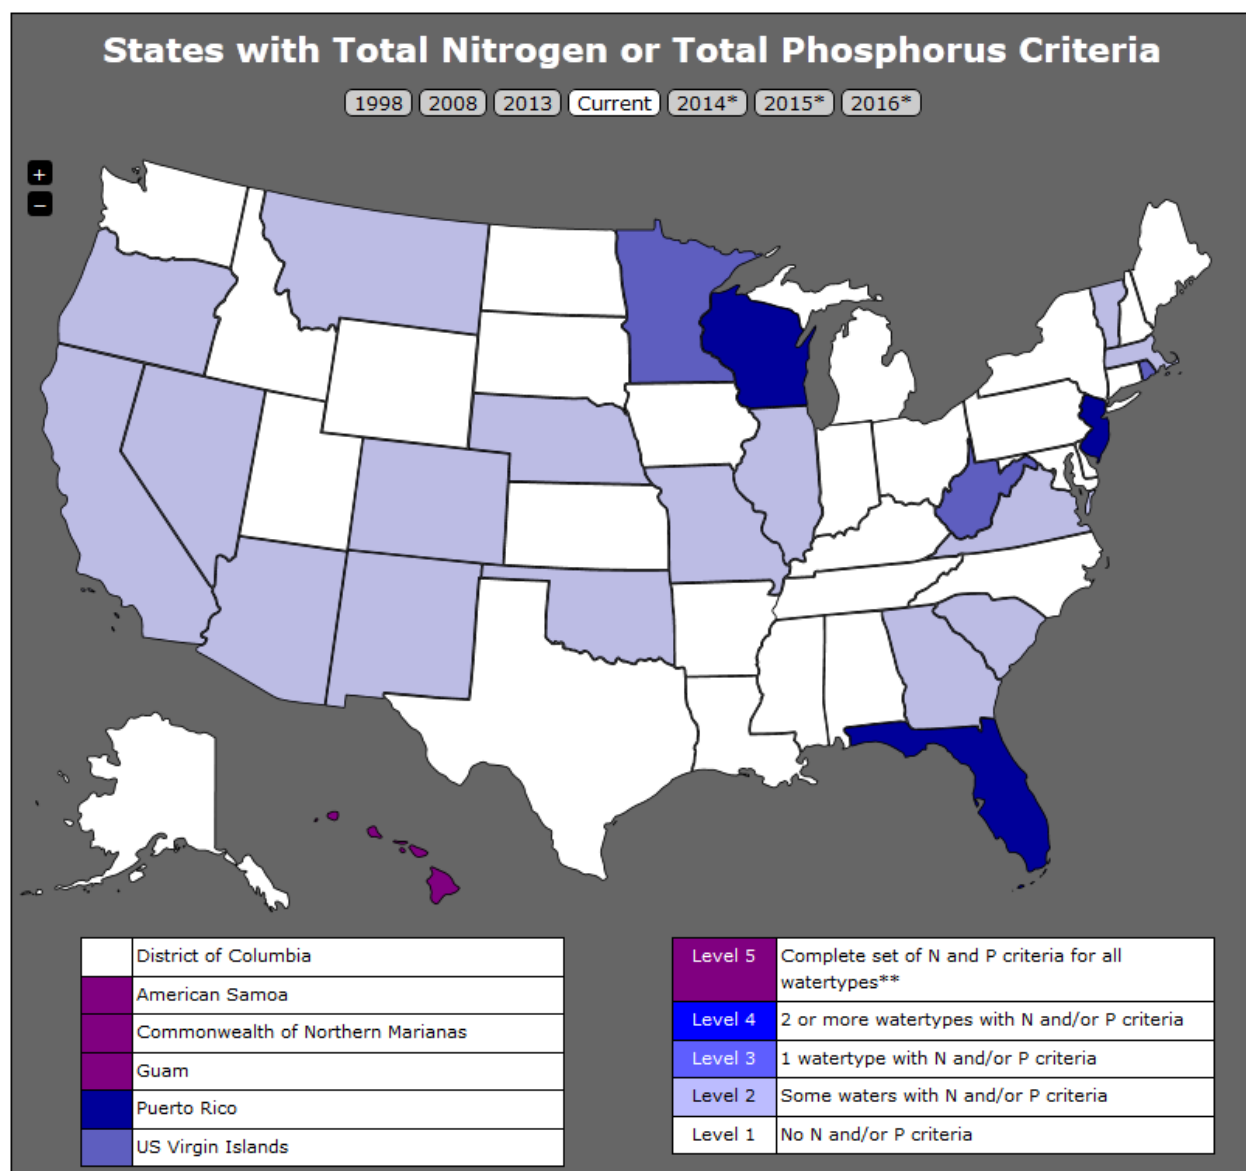 States with Total Nitrogen or Total Phosphorus Criteria
1998 2008 2013 Current 2014* 2015* 2016*
+
−
District of Columbia
American Samoa
Commonwealth of Northern Marianas
Guam
Puerto Rico
US Virgin Islands
Level 5 Complete set of N and P criteria for all
watertypes**
Level 4 2 or more watertypes with N and/or P criteria
Level 3 1 watertype with N and/or P criteria
Level 2 Some waters with N and/or P criteria
Level 1 No N and/or P criteria